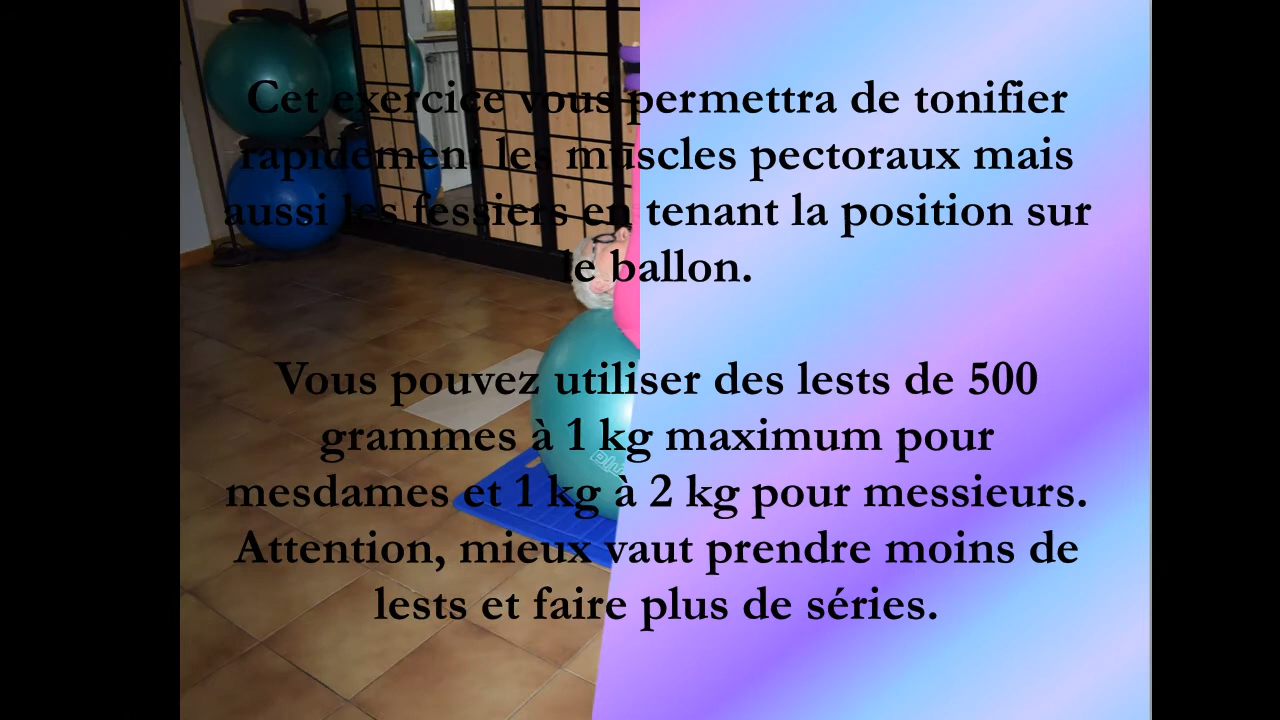 Cet exercice vous permettra de tonifier
rapidement les muscles pectoraux mais
aussi les fessiers en tenant la position sur
le ballon.
Vous pouvez utiliser des lests de 500
grammes à 1 kg maximum pour
mesdames et 1 kg à 2 kg pour messieurs.
Attention, mieux vaut prendre moins de
lests et faire plus de séries.